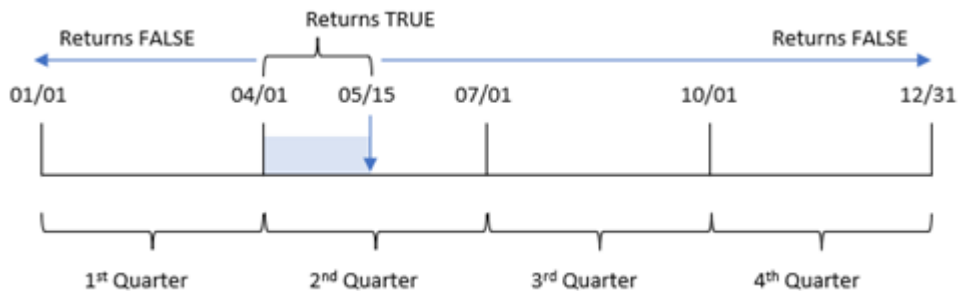 Returns TRUE
Returns FALSE Returns FALSE
01/01 04/01 05/15 07/01 10/01 12/31
1st Quarter 2nd Quarter 3rd Quarter 4th Quarter